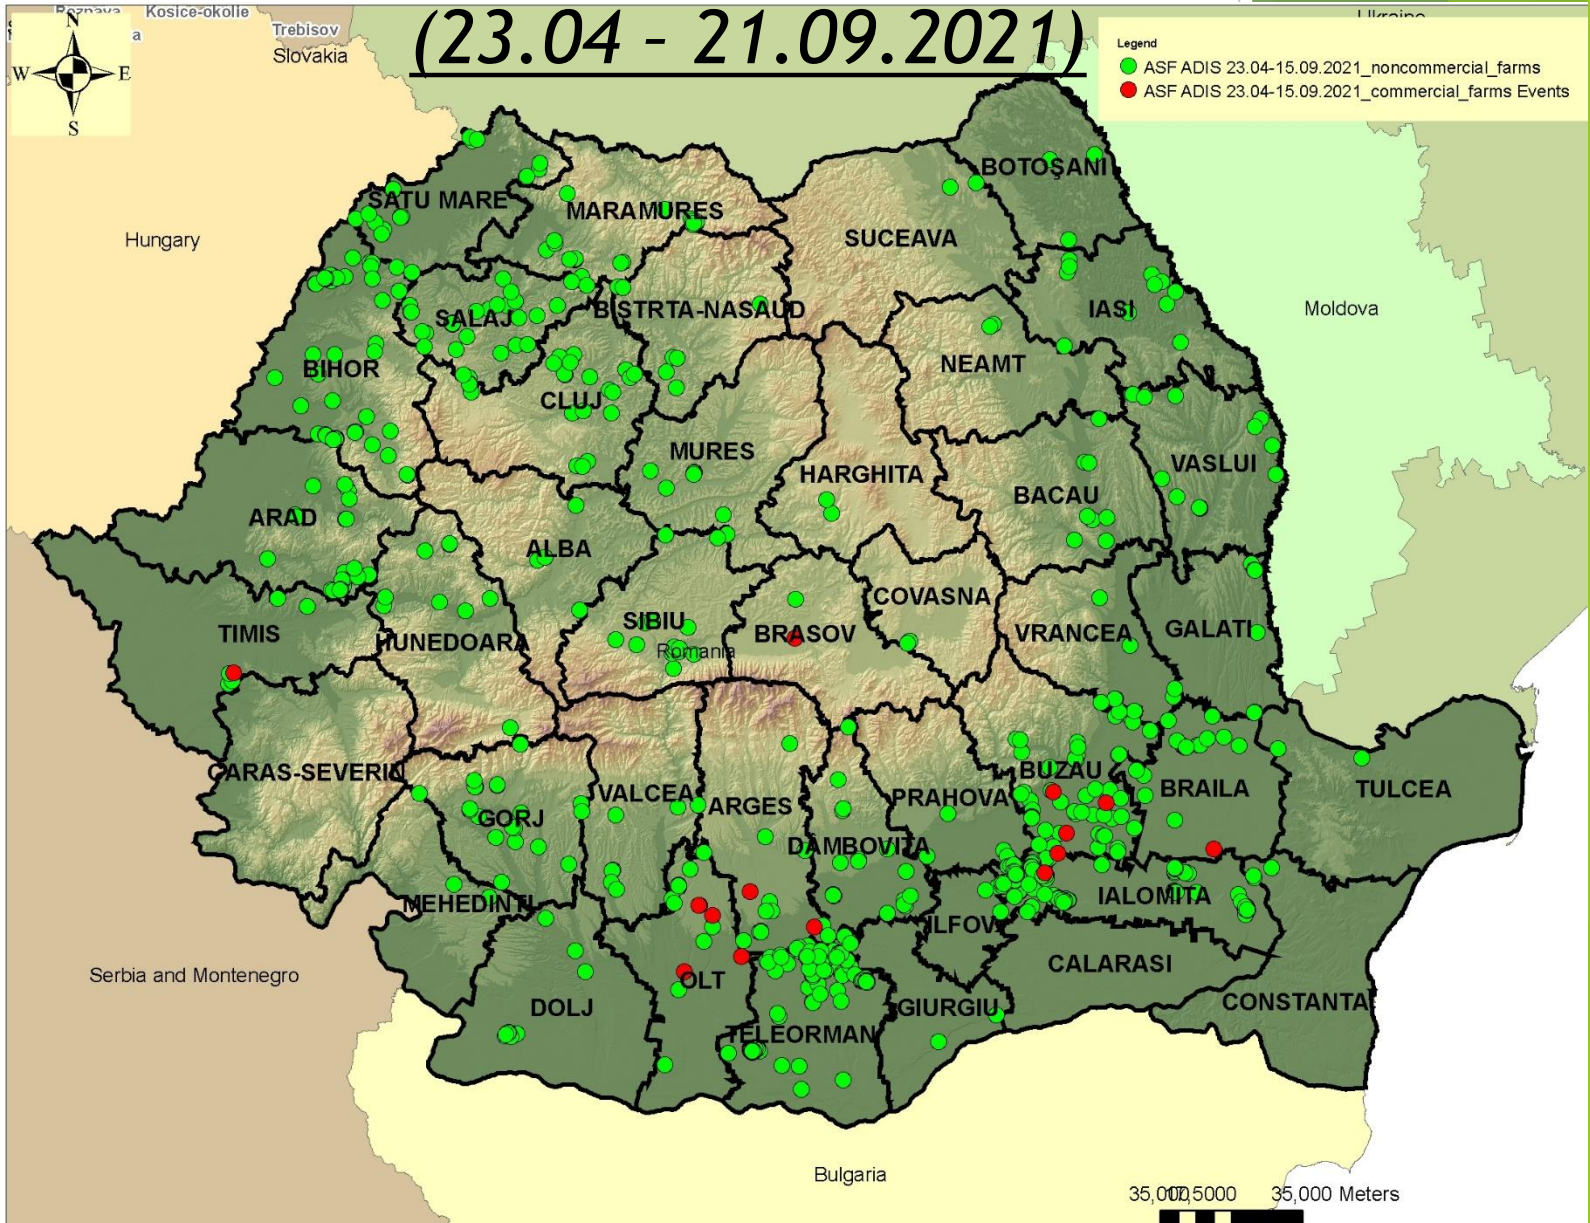 (23.04 - 21.09.2021)
N
W E
S
Roznava Kosice-okolie
Trebisov
Slovakia
Ukraine
Legend
ASF ADIS 23.04-15.09.2021_noncommercial_farms
ASF ADIS 23.04-15.09.2021_commercial_farms Events
BOTOŞANI
SATU MARE
MARAMURES
SUCEAVA
Hungary
Moldova
BISTRTA-NASAUD
IASI
SALAJ
NEAMT
BIHOR
CLUJ
MURES
VASLUI
HARGHITA
BACAU
ARAD
ALBA
COVASNA
SIBIU
TIMIS
BRASOV
VRANCEA
GALATI
HUNEDOARA
Romania
CARAS-SEVERIN
BUZAU
BRAILA
TULCEA
VALCEA
ARGES
PRAHOVA
GORJ
DÂMBOVITA
MEHEDINTI
IALOMITA
ILFOV
Serbia and Montenegro
CALARASI
OLT
DOLJ
GIURGIU
CONSTANTA
TELEORMAN
Bulgaria
35,000 Meters